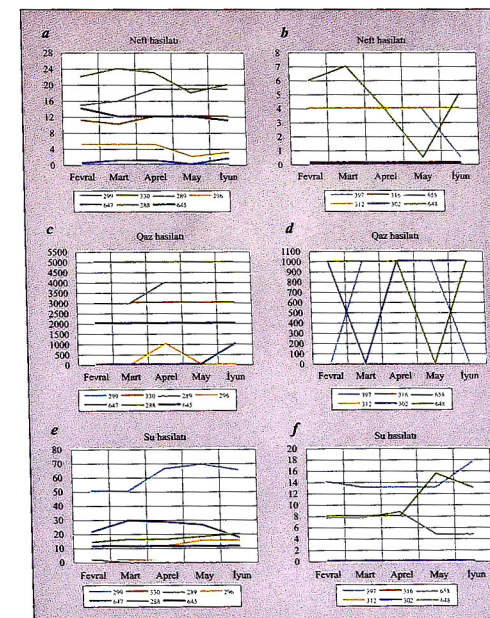 a
Neft hasilatı
28
24
20
16
12
8
4
0
Fevral Mart Aprel May İyun
299 330 289 296
647 288 645
b
Neft hasilatı
8
7
6
5
4
3
2
1
0
Fevral Mart Aprel May İyun
397 316 658
312 302 648
c
Qaz hasilatı
5500
5000
4500
4000
3500
3000
2500
2000
1500
1000
500
0
Fevral Mart Aprel May İyun
299 330 289 296
647 288 645
d
Qaz hasilatı
1100
1000
900
800
700
600
500
400
300
200
100
0
Fevral Mart Aprel May İyun
397 316 658
312 302 648
e
Su hasilatı
80
70
60
50
40
30
20
10
0
Fevral Mart Aprel May İyun
299 330 289 296
647 288 645
f
Su hasilatı
20
18
16
14
12
10
8
6
4
2
0
Fevral Mart Aprel May İyun
397 316 658
312 302 648